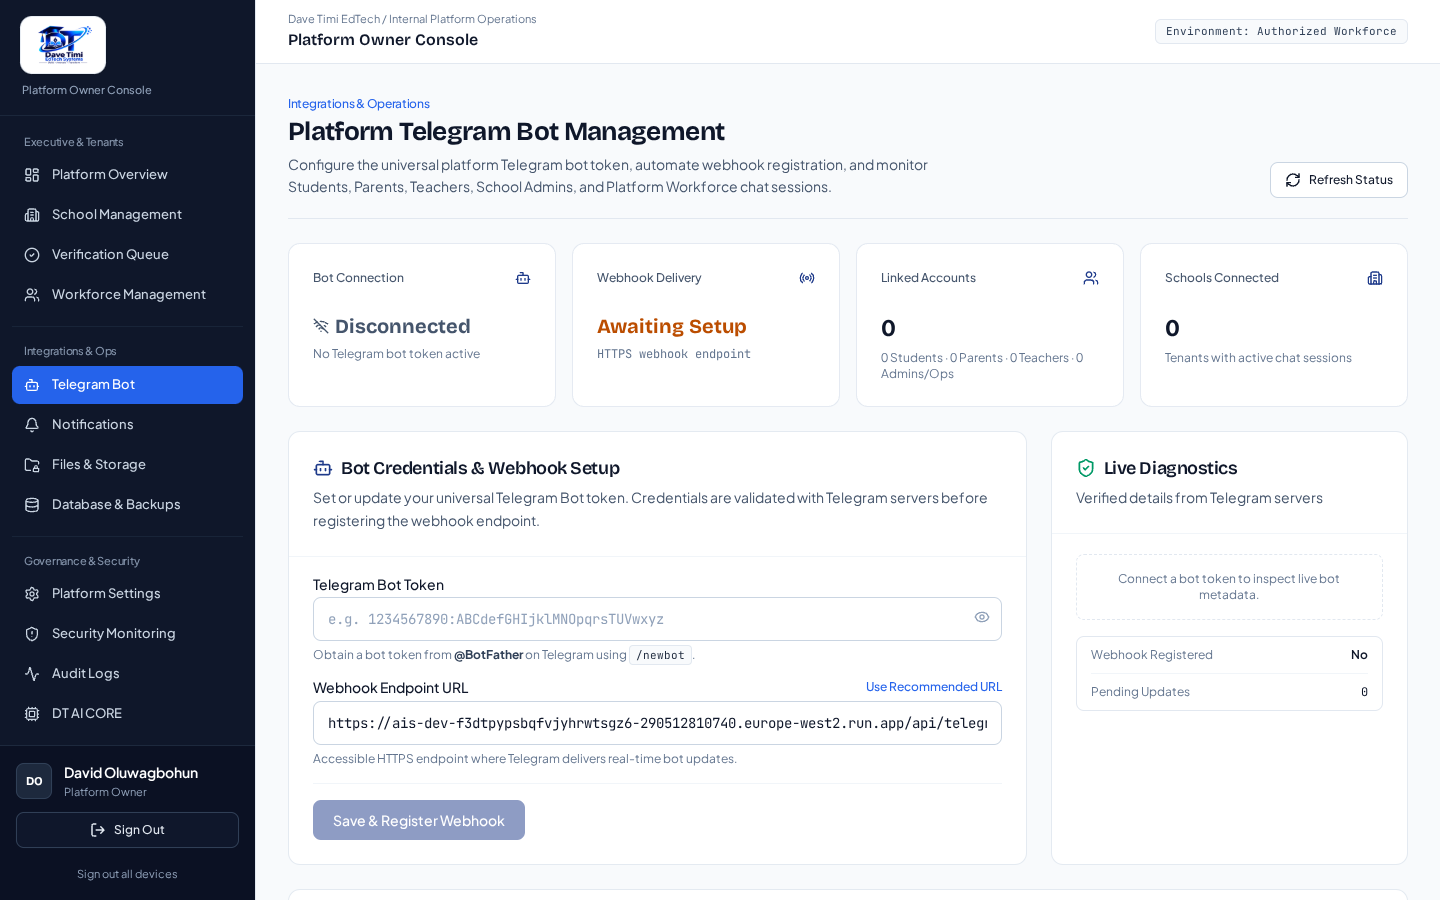 DT
Dave Timi
EdTech Systems
Platform Owner Console
Executive & Tenants
Platform Overview
School Management
Verification Queue
Workforce Management
Integrations & Ops
Telegram Bot
Notifications
Files & Storage
Database & Backups
Governance & Security
Platform Settings
Security Monitoring
Audit Logs
DT AI CORE
DO
David Oluwagbohun
Platform Owner
Sign Out
Sign out all devices
Dave Timi EdTech / Internal Platform Operations
Platform Owner Console
Environment: Authorized Workforce
Integrations & Operations
Platform Telegram Bot Management
Configure the universal platform Telegram bot token, automate webhook registration, and monitor
Students, Parents, Teachers, School Admins, and Platform Workforce chat sessions.
Refresh Status
Bot Connection
Disconnected
No Telegram bot token active
Webhook Delivery
Awaiting Setup
HTTPS webhook endpoint
Linked Accounts
0
0 Students · 0 Parents · 0 Teachers · 0
Admins/Ops
Schools Connected
0
Tenants with active chat sessions
Bot Credentials & Webhook Setup
Set or update your universal Telegram Bot token. Credentials are validated with Telegram servers before
registering the webhook endpoint.
Telegram Bot Token
e.g. 1234567890:ABCdefGHIjklMNOpqrsTUVwxyz
Obtain a bot token from @BotFather on Telegram using /newbot.
Webhook Endpoint URL
Use Recommended URL
https://ais-dev-f3dtpypsbqfvjyhrwtsgz6-290512810740.europe-west2.run.app/api/telegr
Accessible HTTPS endpoint where Telegram delivers real-time bot updates.
Save & Register Webhook
Live Diagnostics
Verified details from Telegram servers
Connect a bot token to inspect live bot
metadata.
Webhook Registered
No
Pending Updates
0